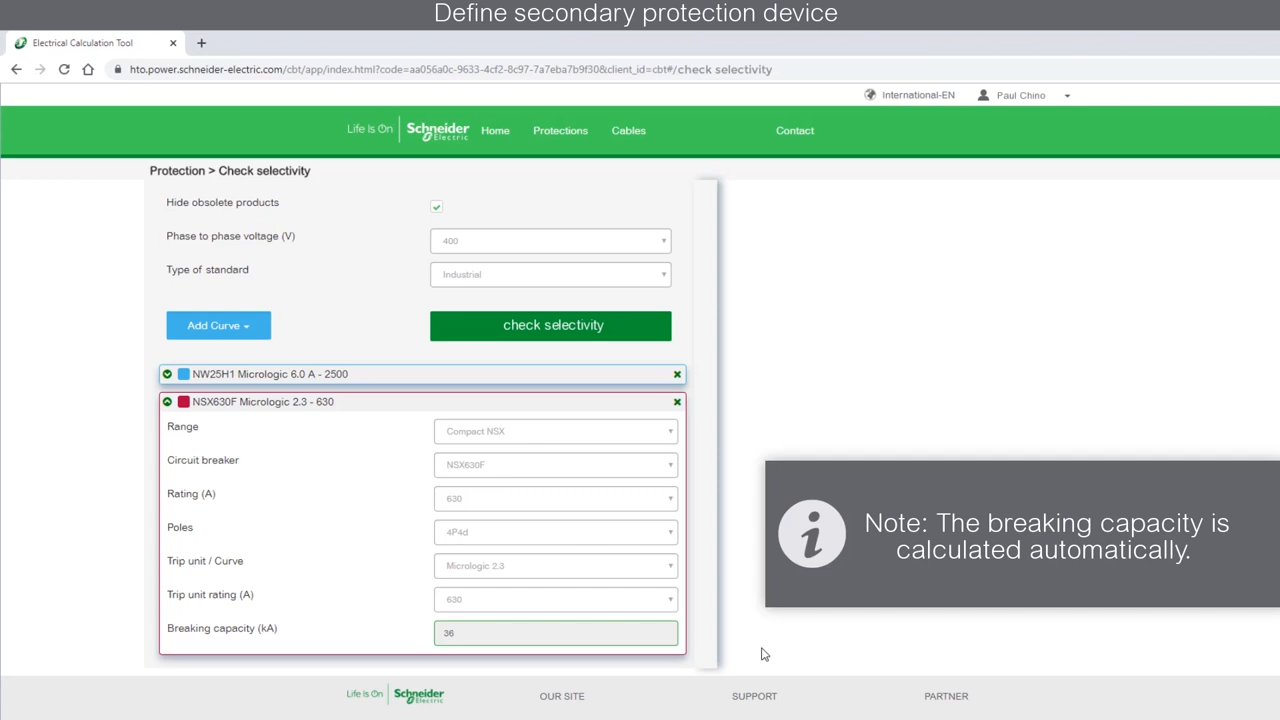 Define secondary protection device
Electrical Calculation Tool
hto.power.schneider-electric.com/cbt/app/index.html?code=aa056a0c-9633-4cf2-8c97-7a7eba7b9f30&client_id=cbt#/check selectivity
International-EN Paul Chino
Life Is On Schneider Electric Home Protections Cables Contact
Protection > Check selectivity
Hide obsolete products
Phase to phase voltage (V) 400
Type of standard Industrial
Add Curve check selectivity
NW25H1 Micrologic 6.0 A - 2500
NSX630F Micrologic 2.3 - 630
Range Compact NSX
Circuit breaker NSX630F
Rating (A) 630
Poles 4P4d
Trip unit / Curve Micrologic 2.3
Trip unit rating (A) 630
Breaking capacity (kA) 36
Note: The breaking capacity is
calculated automatically.
Life Is On Schneider Electric OUR SITE SUPPORT PARTNER